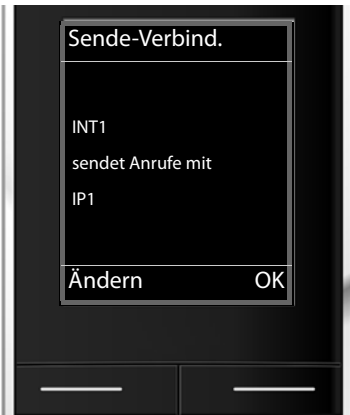 Sende-Verbind.
INT1
sendet Anrufe mit
IP1
Ändern OK